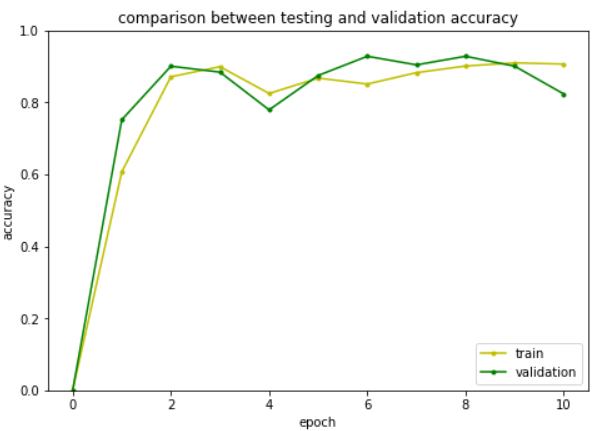 comparison between testing and validation accuracy
1.0
0.8
0.6
0.4
0.2
0.0
accuracy
train
validation
0 2 4 6 8 10
epoch